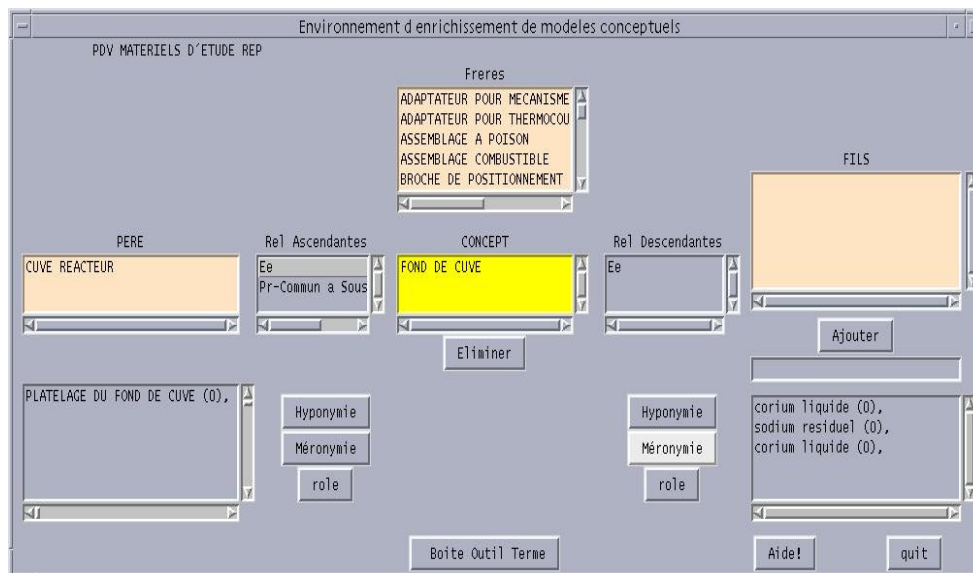 Environnement d enrichissement de modeles conceptuels
PDV MATERIELS D'ETUDE REP
Freres
ADAPTATEUR POUR MECANISME
ADAPTATEUR POUR THERMOCOU
ASSEMBLAGE A POISON
ASSEMBLAGE COMBUSTIBLE
BROCHE DE POSITIONNEMENT
FILS
PERE
Rel Ascendantes
CONCEPT
Rel Descendantes
CUVE REACTEUR
Ee
Pr-Commun a Sous
FOND DE CUVE
Ee
Ajouter
Eliminer
PLATELAGE DU FOND DE CUVE (0),
Hyponymie
Méronymie
role
Hyponymie
Méronymie
role
corium liquide (0),
sodium residuel (0),
corium liquide (0),
Boite Outil Terme
Aide!
quit